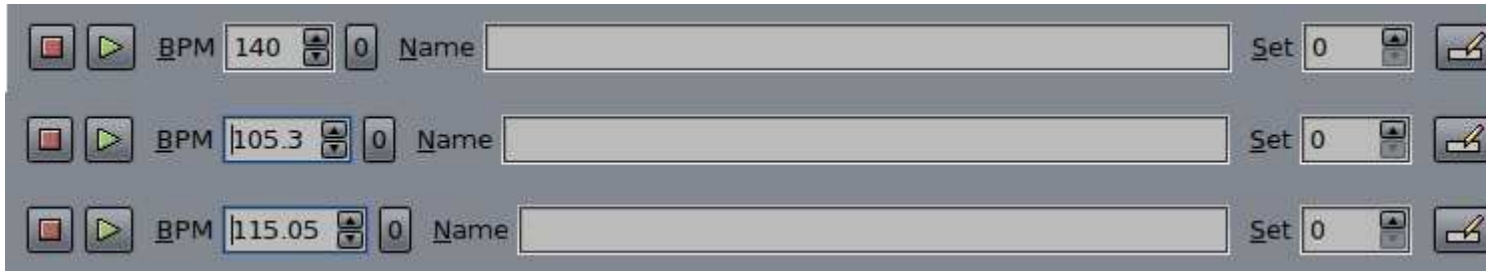 BPM 140 0 Name Set 0
BPM 105.3 0 Name Set 0
BPM 115.05 0 Name Set 0